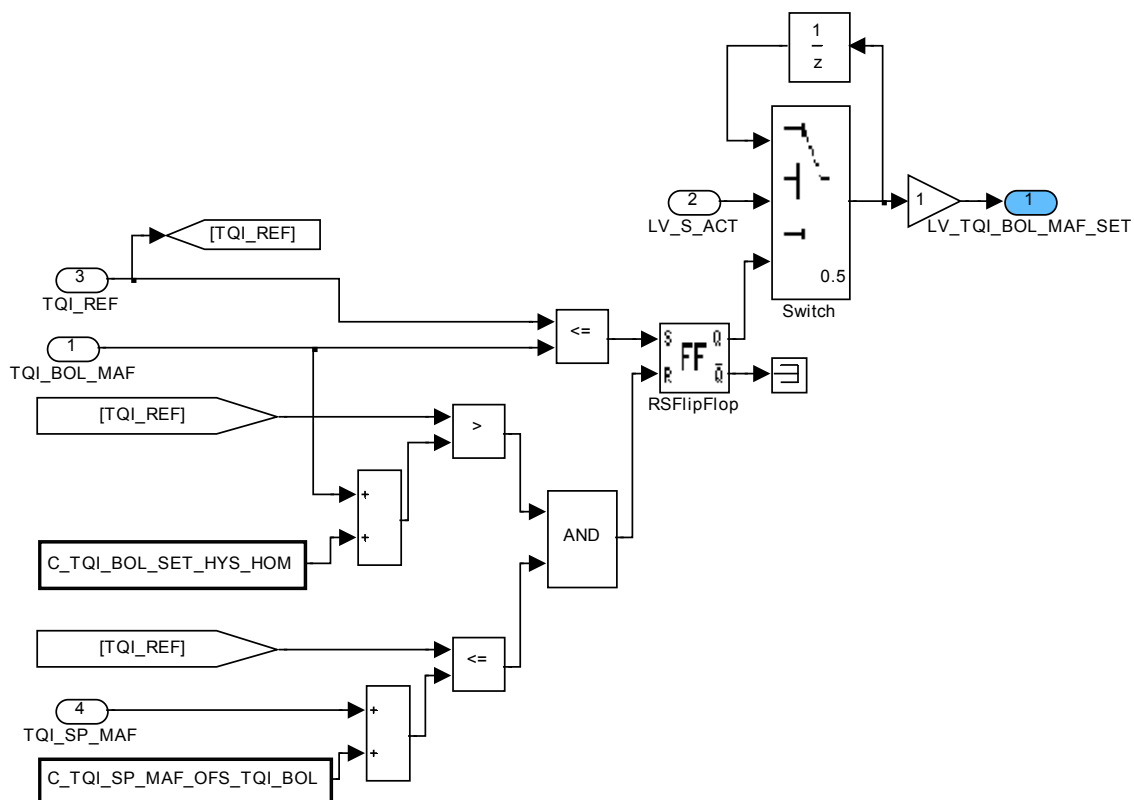 1
z
2
LV_S_ACT
1
1
LV_TQI_BOL_MAF_SET
[TQI_REF]
0.5
Switch
3
TQI_REF
<=
1
TQI_BOL_MAF
S Q
FF
R Q̅
RSFlipFlop
[TQI_REF]
>
+
+
C_TQI_BOL_SET_HYS_HOM
AND
[TQI_REF]
<=
4
TQI_SP_MAF
+
+
C_TQI_SP_MAF_OFS_TQI_BOL